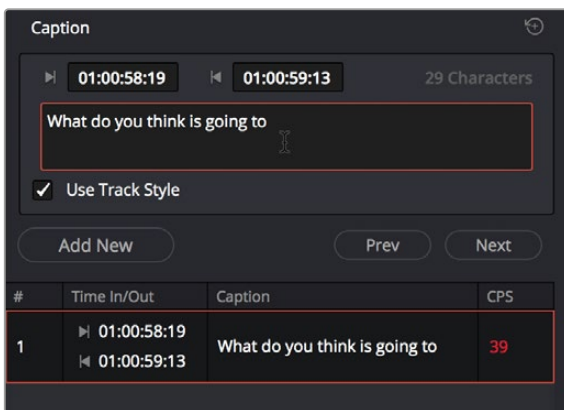 Caption
01:00:58:19 01:00:59:13 29 Characters
What do you think is going to
Use Track Style
Add New Prev Next
# Time In/Out Caption CPS
1 01:00:58:19 What do you think is going to 39
01:00:59:13